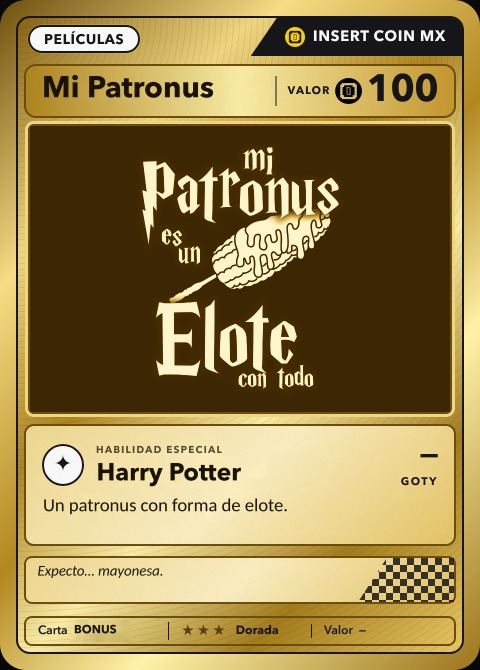 PELÍCULAS
INSERT COIN MX
Mi Patronus
VALOR 100
mi
Patronus
es
un
Elote
con todo
HABILIDAD ESPECIAL
Harry Potter
—
GOTY
Un patronus con forma de elote.
Expecto... mayonesa.
Carta BONUS
★ ★ ★ Dorada
Valor —